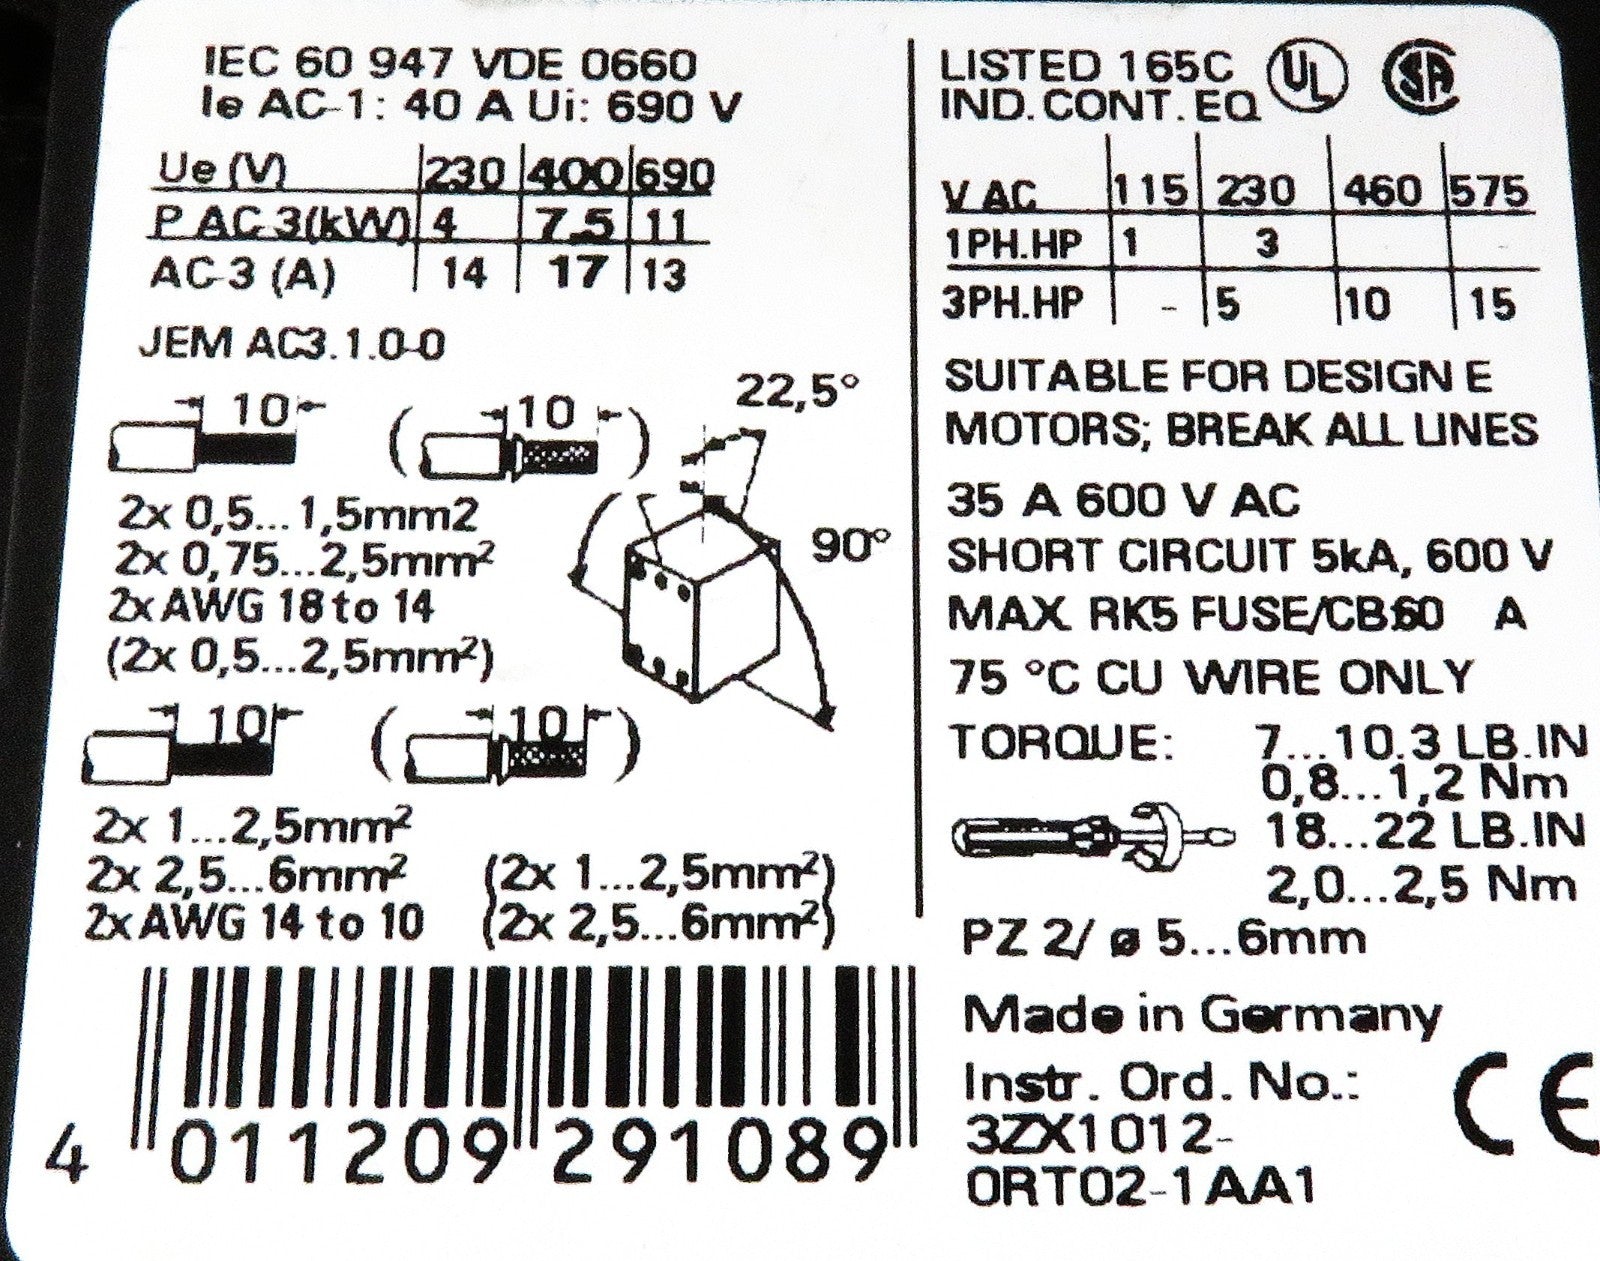 IEC 60 947 VDE 0660
Ie AC-1: 40 A Ui: 690 V
Ue (V) 230 400 690
P AC 3(kW) 4 7.5 11
AC-3 (A) 14 17 13
JEM AC3.1.0-0
10 ( 10 )
22,5°
90°
2x 0,5...1,5mm2
2x 0,75...2,5mm²
2x AWG 18 to 14
(2x 0,5...2,5mm²)
10 ( 10 )
2x 1...2,5mm²
2x 2,5...6mm² (2x 1...2,5mm²)
2x AWG 14 to 10 (2x 2,5...6mm²)
4 011209 291089
LISTED 165C UL SA
IND. CONT. EQ
V AC 115 230 460 575
1PH.HP 1 3 - -
3PH.HP - 5 10 15
SUITABLE FOR DESIGN E
MOTORS; BREAK ALL LINES
35 A 600 V AC
SHORT CIRCUIT 5kA, 600 V
MAX. RK5 FUSE/CB:60 A
75 °C CU WIRE ONLY
TORQUE: 7...10.3 LB.IN
0,8...1,2 Nm
18...22 LB.IN
2,0...2,5 Nm
PZ 2/ ø 5...6mm
Made in Germany
Instr. Ord. No.:
3ZX1012-
0RT02-1AA1
CE